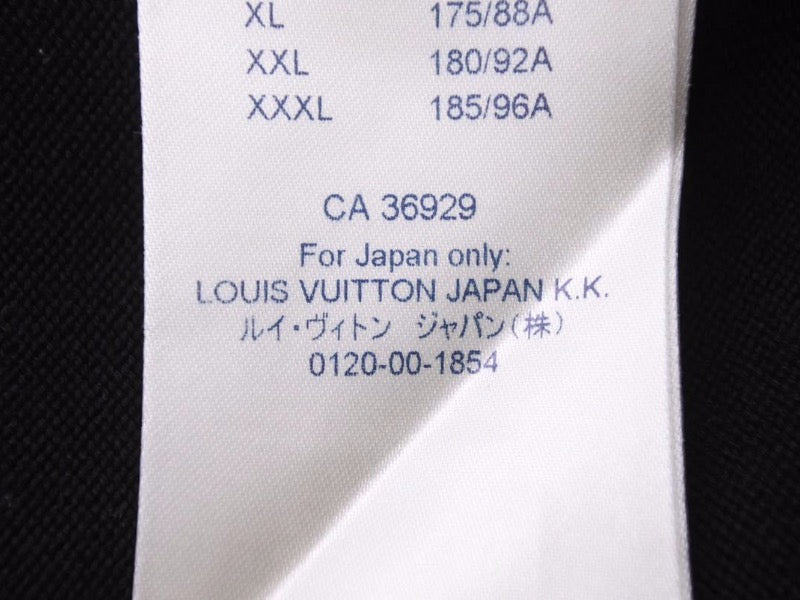 XL 175/88A
XXL 180/92A
XXXL 185/96A
CA 36929
For Japan only:
LOUIS VUITTON JAPAN K.K.
ルイ・ヴィトン ジャパン(株)
0120-00-1854